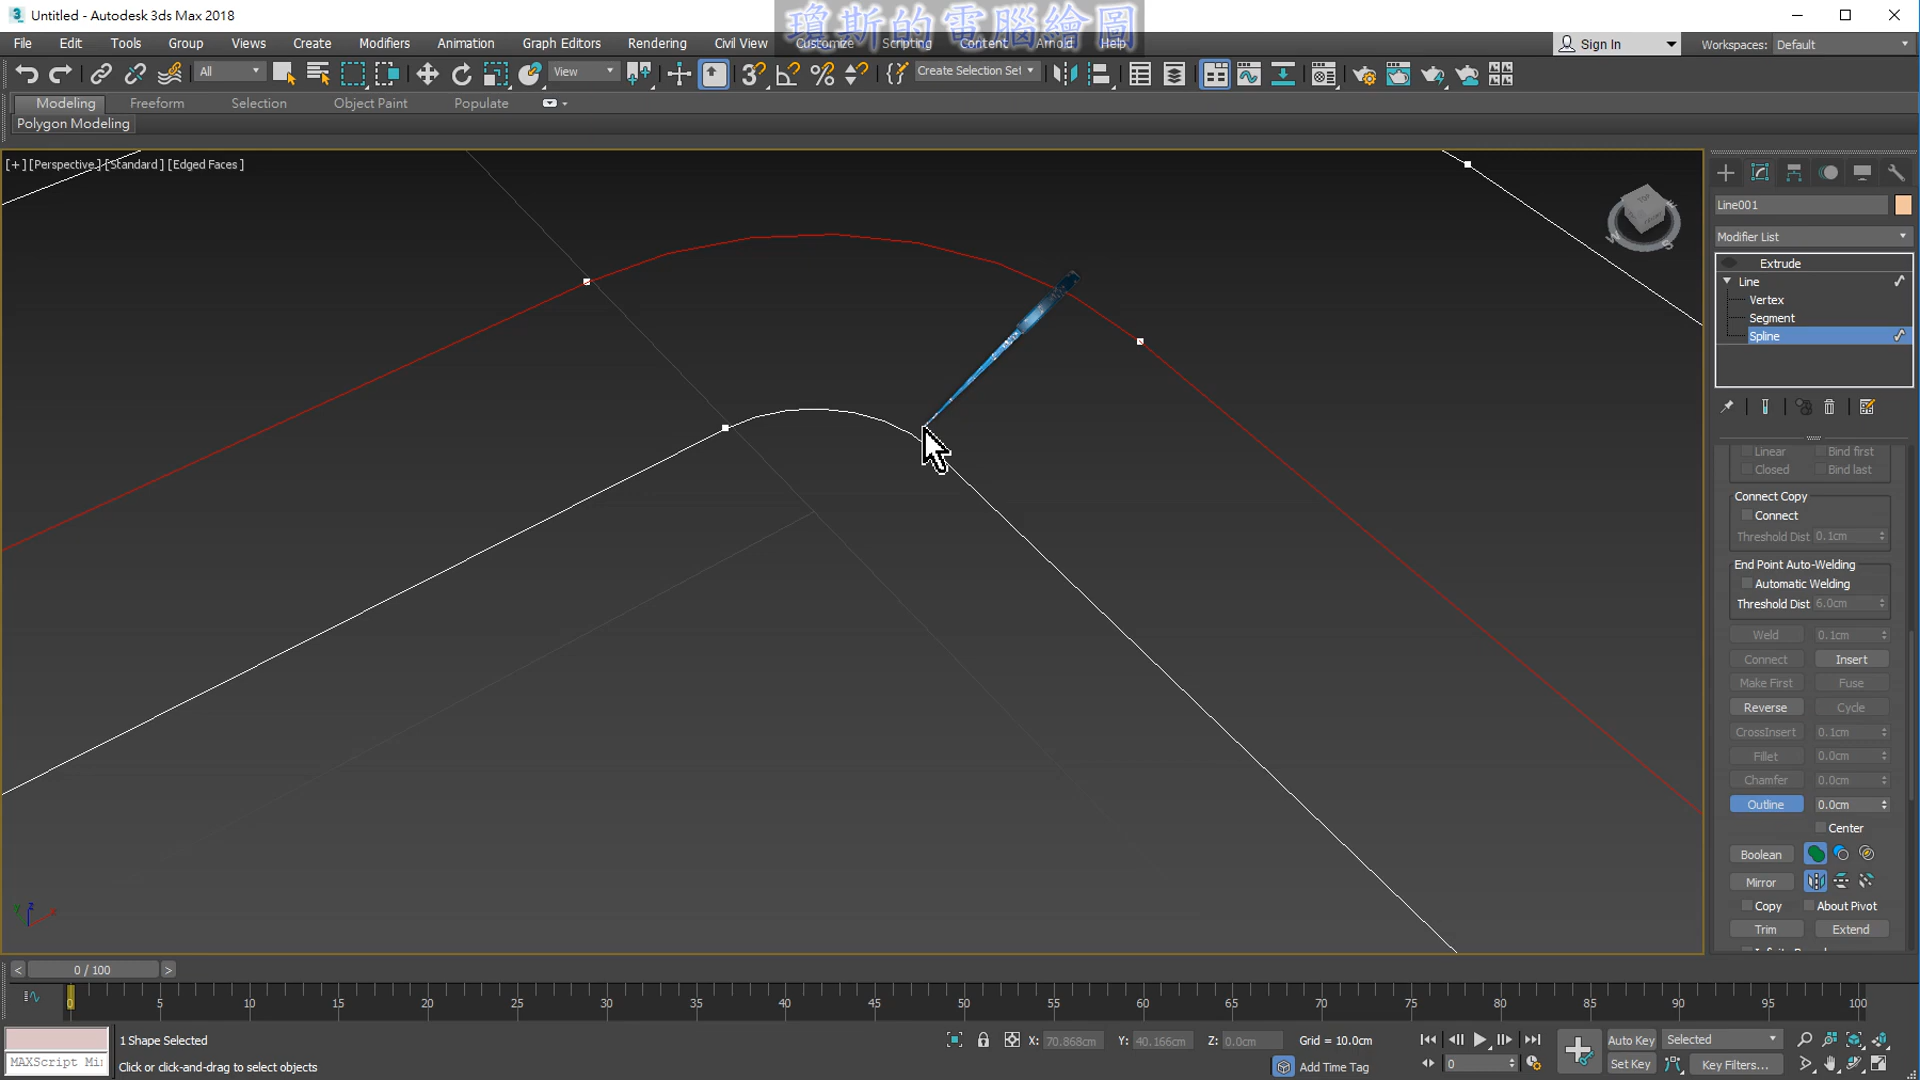 Untitled - Autodesk 3ds Max 2018
瓊斯的電腦繪圖
File Edit Tools Group Views Create Modifiers Animation Graph Editors Rendering Civil View Customize Scripting Content Arnold Help
Sign In Workspaces: Default
All View Create Selection Set
Modeling Freeform Selection Object Paint Populate
Polygon Modeling
[+] [Perspective] [Standard] [Edged Faces]
TOP
W S
Line001
Modifier List
Extrude
Line
Vertex
Segment
Spline
Linear Bind first
Closed Bind last
Connect Copy
Connect
Threshold Dist 0.1cm
End Point Auto-Welding
Automatic Welding
Threshold Dist 6.0cm
Weld 0.1cm
Connect Insert
Make First Fuse
Reverse Cycle
CrossInsert 0.1cm
Fillet 0.0cm
Chamfer 0.0cm
Outline 0.0cm
Center
Boolean
Mirror
Copy About Pivot
Trim Extend
y z x
< 0 / 100 >
0 5 10 15 20 25 30 35 40 45 50 55 60 65 70 75 80 85 90 95 100
1 Shape Selected X: 70.868cm Y: 40.166cm Z: 0.0cm Grid = 10.0cm Auto Key Selected
MAXScript Mi Click or click-and-drag to select objects Add Time Tag 0 Set Key Key Filters...